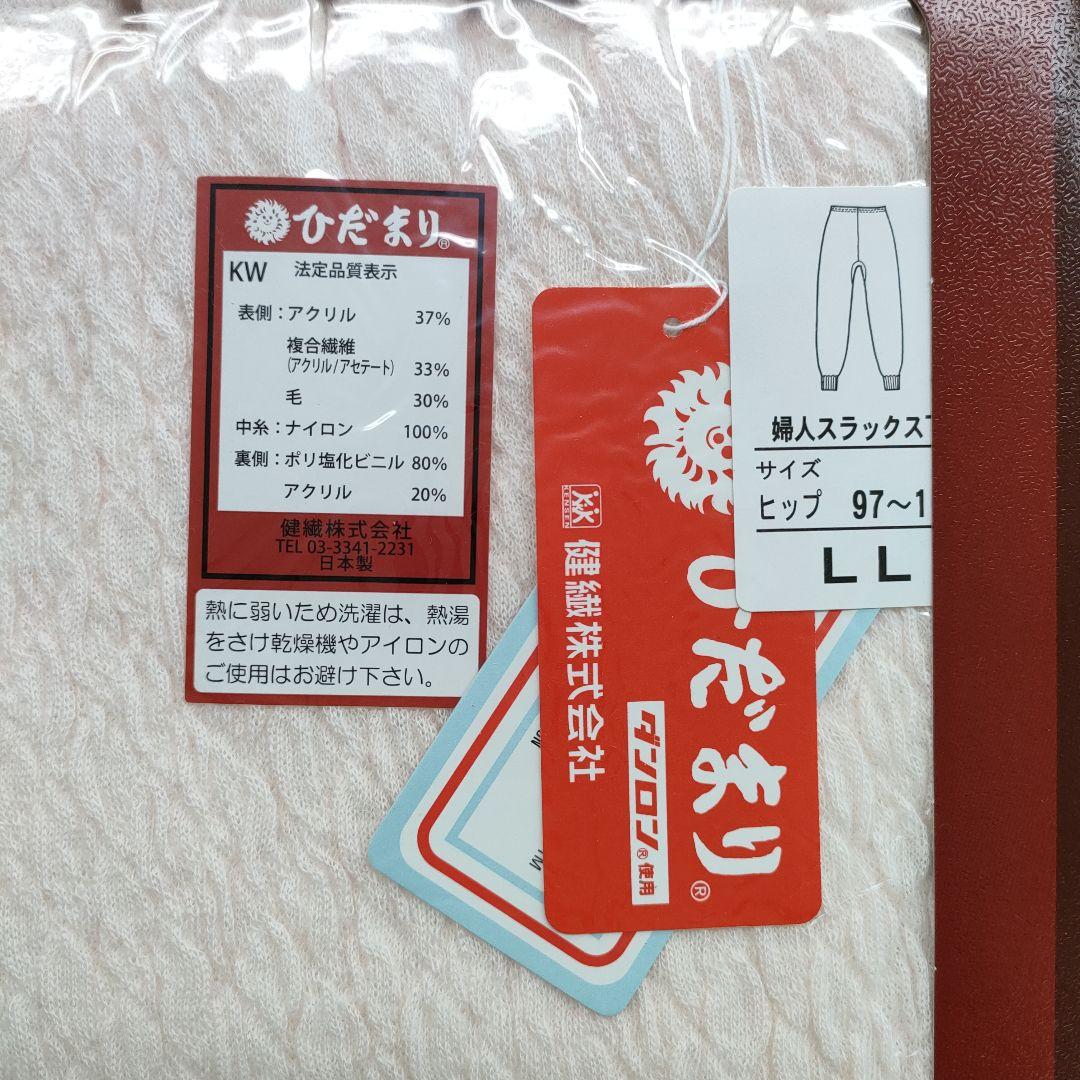 ひだまり®
KW 法定品質表示
表側：アクリル 37%
複合繊維
(アクリル/アセテート) 33%
毛 30%
中糸：ナイロン 100%
裏側：ポリ塩化ビニル 80%
アクリル 20%
健繊株式会社
TEL 03-3341-2231
日本製
熱に弱いため洗濯は、熱湯
をさけ乾燥機やアイロンの
ご使用はお避け下さい。
ひだまり®
ダンロン®使用
KENSEN
健繊株式会社
婦人スラックス
サイズ
ヒップ 97～1
LL